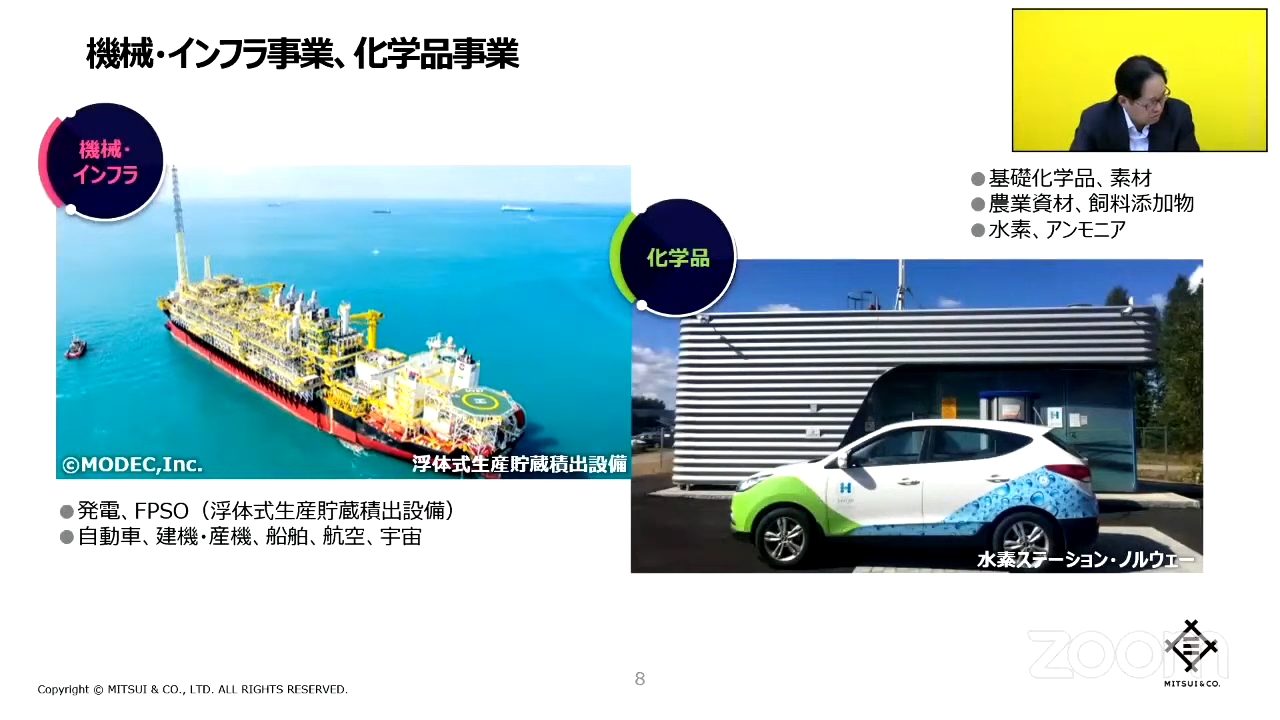 機械・インフラ事業、化学品事業
機械・
インフラ
©MODEC,Inc.
浮体式生産貯蔵積出設備
発電、FPSO（浮体式生産貯蔵積出設備）
自動車、建機・産機、船舶、航空、宇宙
化学品
基礎化学品、素材
農業資材、飼料添加物
水素、アンモニア
H
水素ステーション・ノルウェー
Copyright © MITSUI & CO., LTD. ALL RIGHTS RESERVED.
8
zoom
MITSUI & CO.